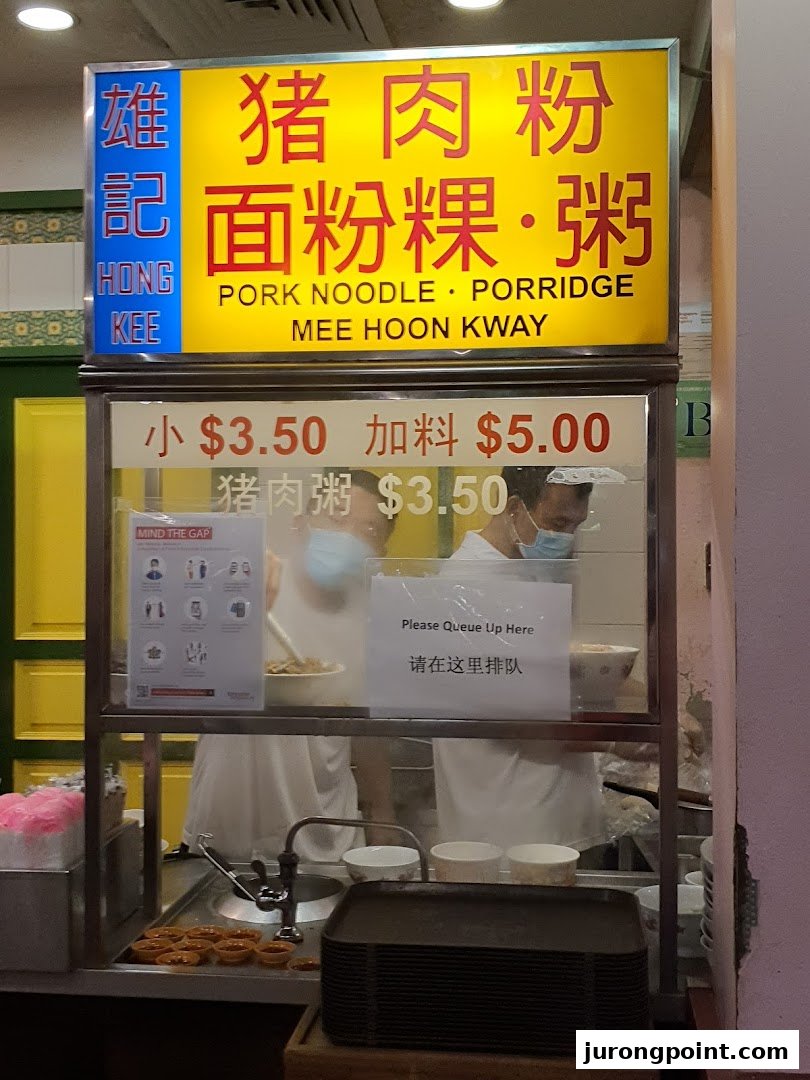 雄記
HONG
KEE
猪肉粉
面粉粿·粥
PORK NOODLE · PORRIDGE
MEE HOON KWAY
小 $3.50 加料 $5.00
猪肉粥 $3.50
MIND THE GAP
Please Queue Up Here
请在这里排队
B
jurongpoint.com